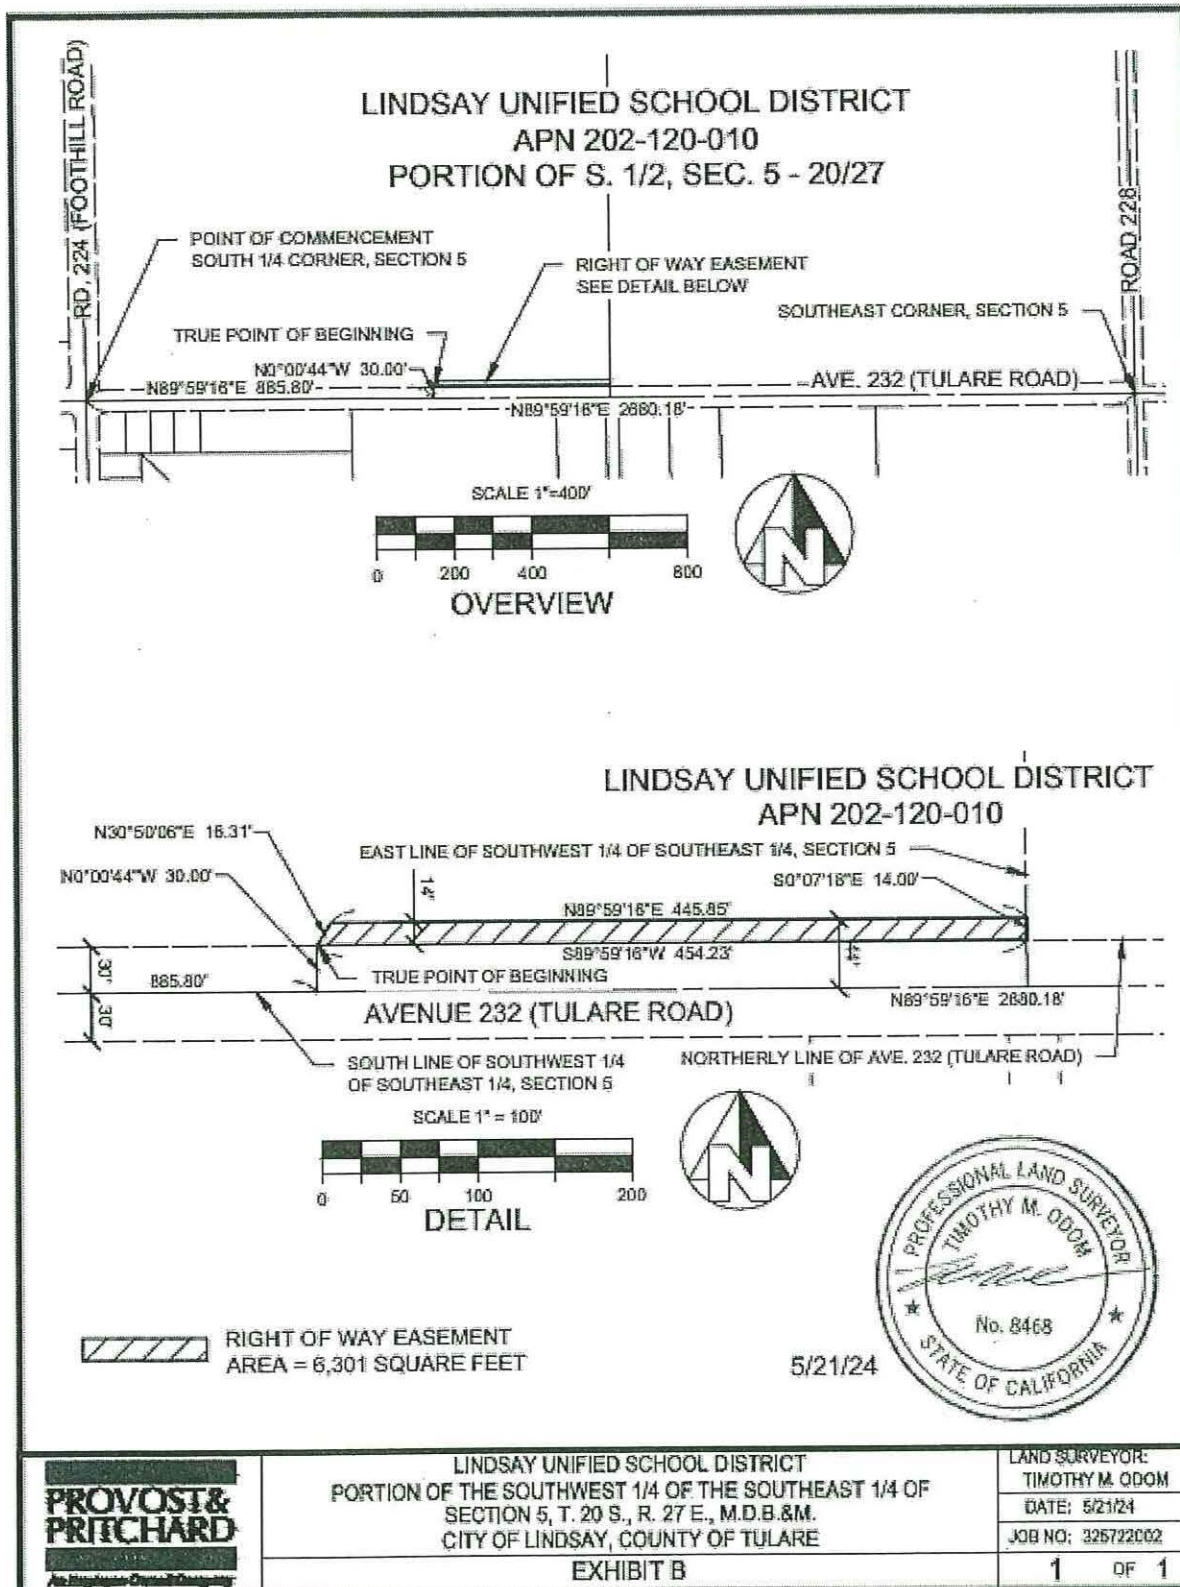 RD. 224 (FOOTHILL ROAD)
LINDSAY UNIFIED SCHOOL DISTRICT
APN 202-120-010
PORTION OF S. 1/2, SEC. 5 - 20/27
ROAD 228
POINT OF COMMENCEMENT
SOUTH 1/4 CORNER, SECTION 5
RIGHT OF WAY EASEMENT
SEE DETAIL BELOW
SOUTHEAST CORNER, SECTION 5
TRUE POINT OF BEGINNING
N0°00'44"W 30.00'
N89°59'16"E 885.80'
AVE. 232 (TULARE ROAD)
N89°59'16"E 2680.18'
SCALE 1"=400'
0 200 400 800
OVERVIEW
LINDSAY UNIFIED SCHOOL DISTRICT
APN 202-120-010
N30°50'06"E 16.31'
EAST LINE OF SOUTHWEST 1/4 OF SOUTHEAST 1/4, SECTION 5
N0°00'44"W 30.00'
S0°07'18"E 14.00'
14'
N89°59'16"E 445.85'
S89°59'16"W 454.23'
44'
30'
885.80'
TRUE POINT OF BEGINNING
N89°59'16"E 2680.18'
30'
AVENUE 232 (TULARE ROAD)
SOUTH LINE OF SOUTHWEST 1/4
OF SOUTHEAST 1/4, SECTION 5
NORTHERLY LINE OF AVE. 232 (TULARE ROAD)
SCALE 1" = 100'
0 50 100 200
DETAIL
PROFESSIONAL LAND SURVEYOR
TIMOTHY M. ODOM
No. 8468
STATE OF CALIFORNIA
RIGHT OF WAY EASEMENT
AREA = 6,301 SQUARE FEET
5/21/24
PROVOST&
PRITCHARD
An Employee Owned Company
LINDSAY UNIFIED SCHOOL DISTRICT
PORTION OF THE SOUTHWEST 1/4 OF THE SOUTHEAST 1/4 OF
SECTION 5, T. 20 S., R. 27 E., M.D.B.&M.
CITY OF LINDSAY, COUNTY OF TULARE
EXHIBIT B
LAND SURVEYOR:
TIMOTHY M. ODOM
DATE: 5/21/24
JOB NO: 325722002
1 OF 1